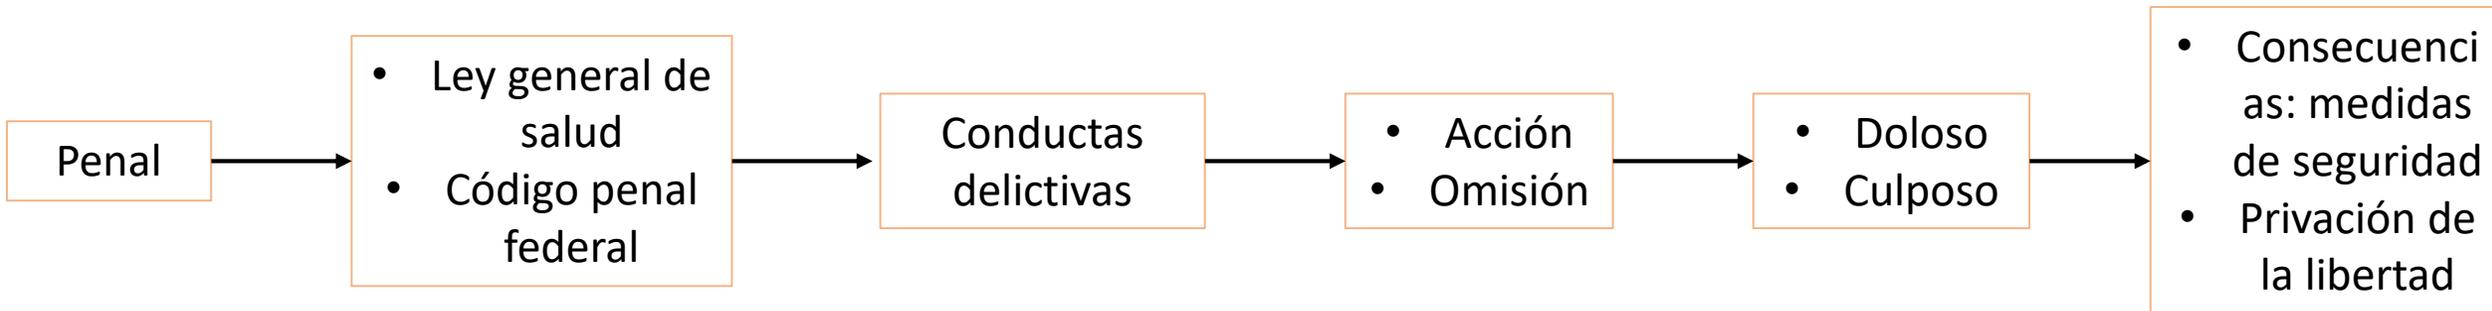 Penal
• Ley general de
salud
• Código penal
federal
Conductas
delictivas
• Acción
• Omisión
• Doloso
• Culposo
• Consecuenci
as: medidas
de seguridad
• Privación de
la libertad